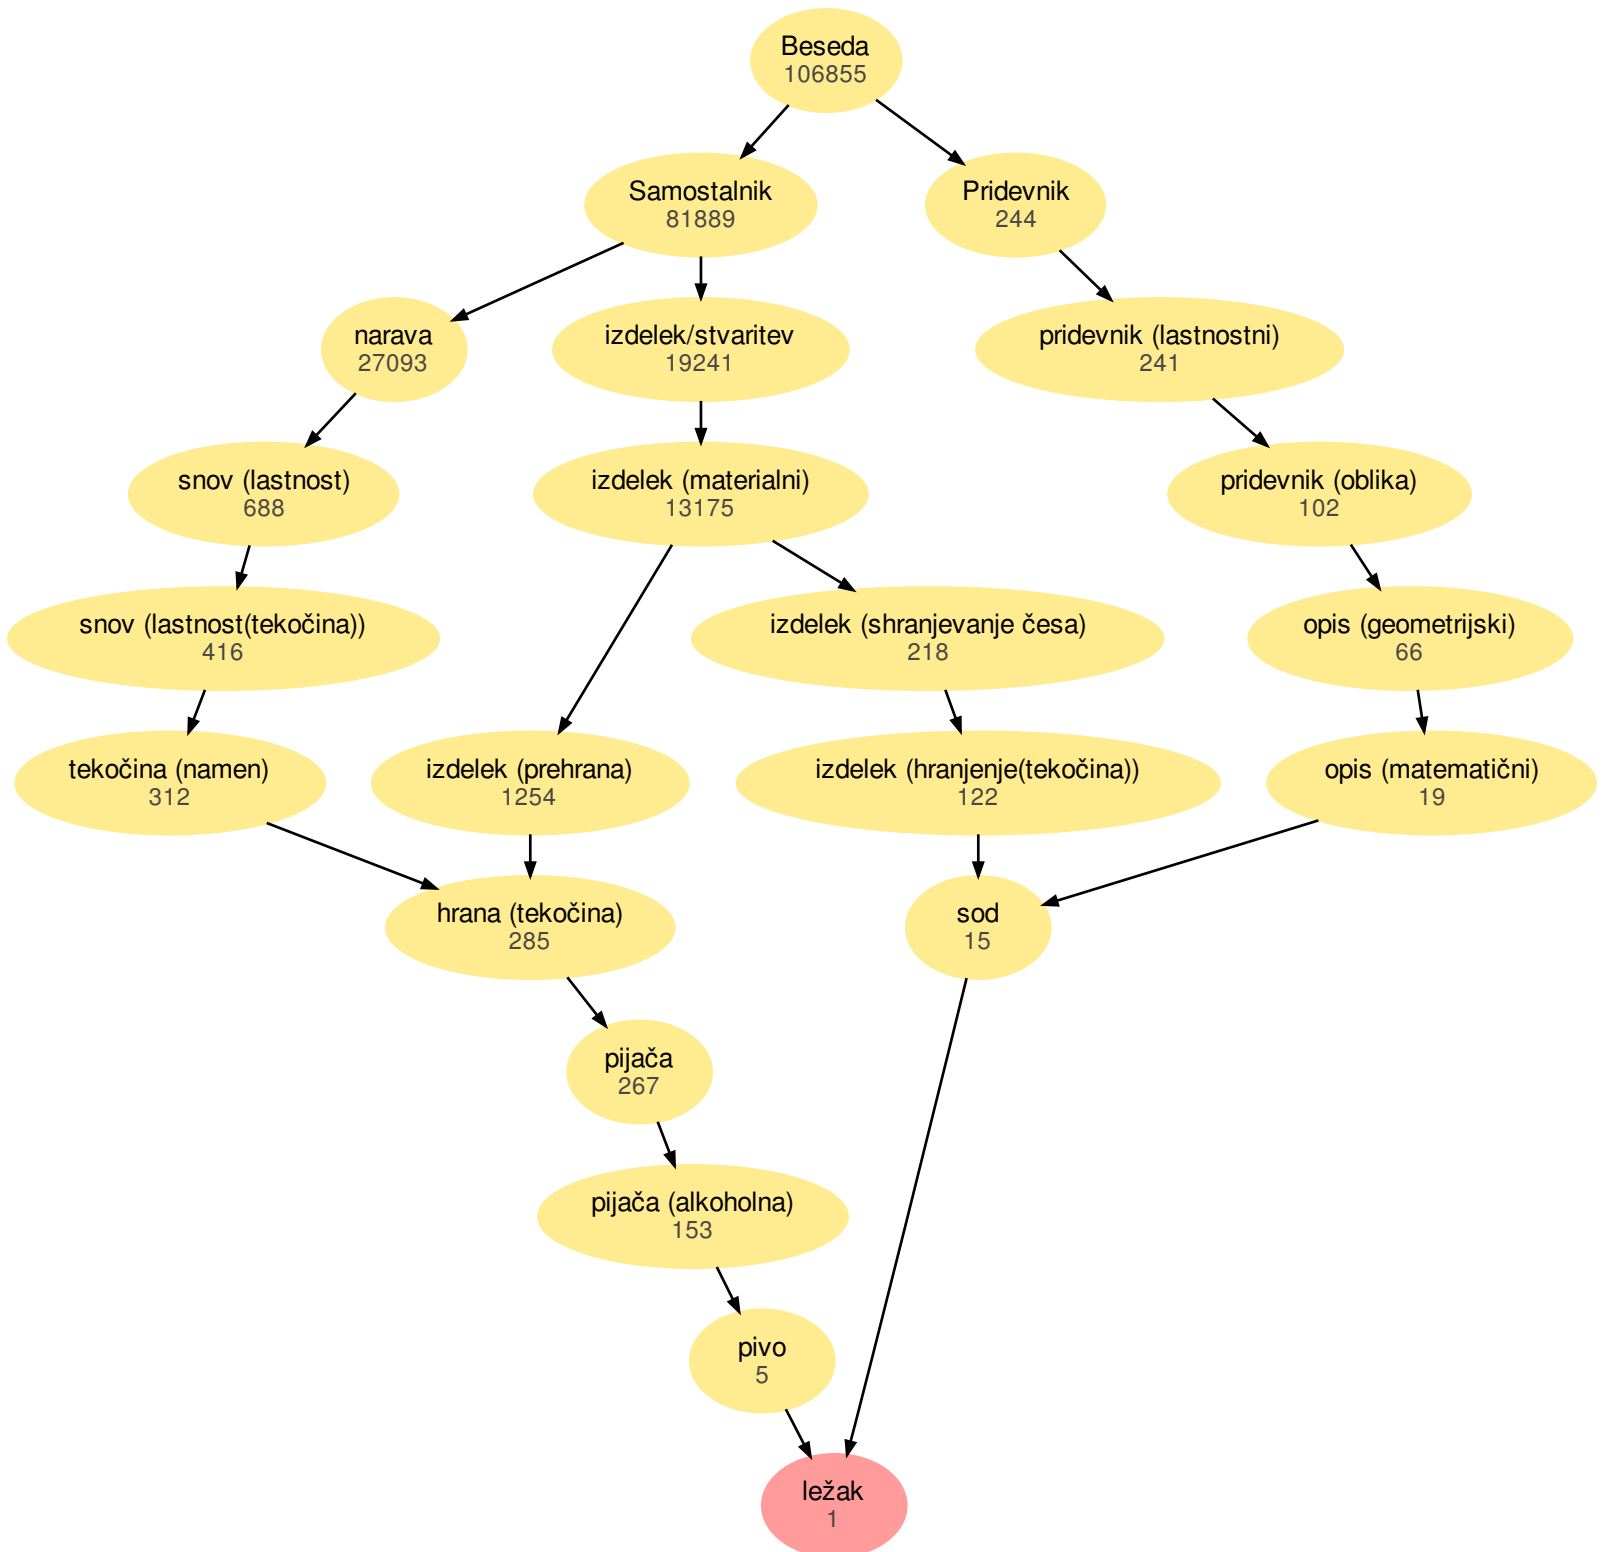 Beseda
106855
Samostalnik
81889
Pridevnik
244
narava
27093
izdelek/stvaritev
19241
pridevnik (lastnostni)
241
snov (lastnost)
688
izdelek (materialni)
13175
pridevnik (oblika)
102
snov (lastnost(tekočina))
416
izdelek (shranjevanje česa)
218
opis (geometrijski)
66
tekočina (namen)
312
izdelek (prehrana)
1254
izdelek (hranjenje(tekočina))
122
opis (matematični)
19
hrana (tekočina)
285
sod
15
pijača
267
pijača (alkoholna)
153
pivo
5
ležak
1